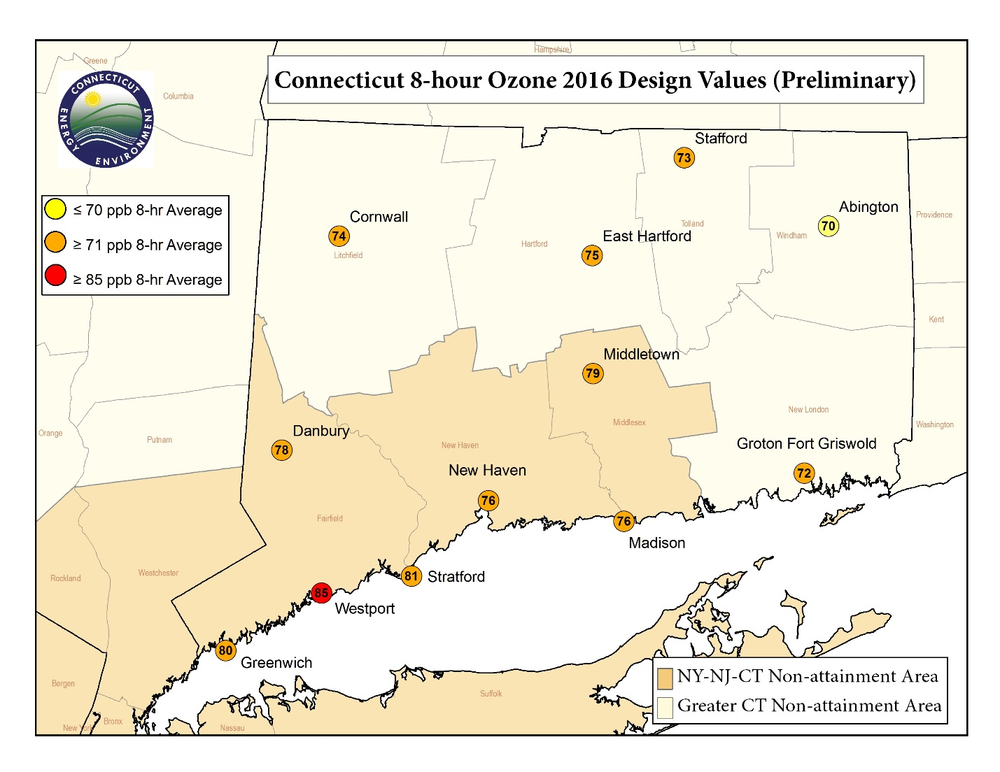 Hampshire
Greene
Connecticut 8-hour Ozone 2016 Design Values (Preliminary)
CONNECTICUT
ENERGY
ENVIRONMENT
Columbia
Stafford
73
≤ 70 ppb 8-hr Average
≥ 71 ppb 8-hr Average
≥ 85 ppb 8-hr Average
Cornwall
74
Litchfield
Hartford
East Hartford
75
Tolland
Windham
Abington
70
Providence
Kent
Middletown
79
Middlesex
New London
Washington
Orange
Putnam
Danbury
78
New Haven
New Haven
76
Groton Fort Griswold
72
Fairfield
76
Madison
Rockland
Westchester
81 Stratford
85
Westport
80
Greenwich
Bergen
Suffolk
NY-NJ-CT Non-attainment Area
Greater CT Non-attainment Area
New York
Bronx
Nassau